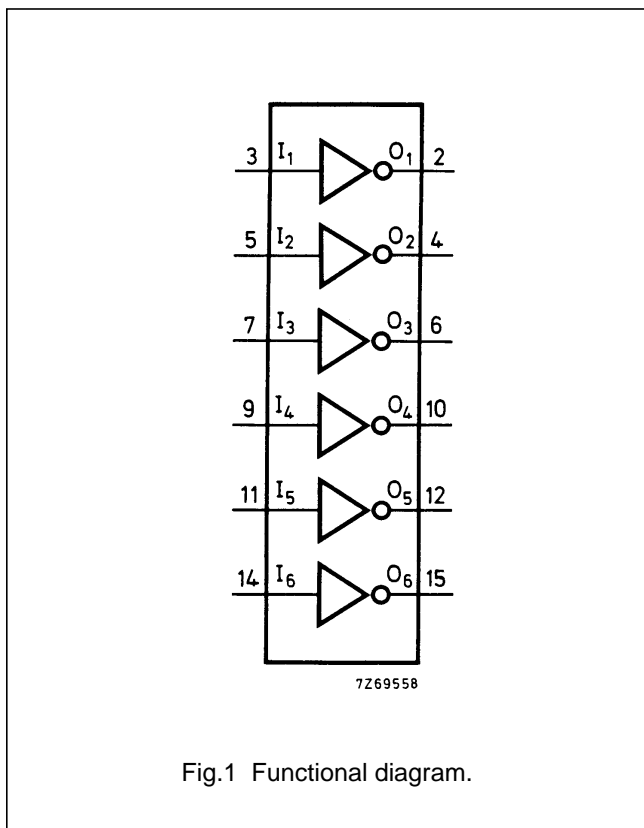 3 I₁ O₁ 2
5 I₂ O₂ 4
7 I₃ O₃ 6
9 I₄ O₄ 10
11 I₅ O₅ 12
14 I₆ O₆ 15
7Z69558
Fig.1 Functional diagram.